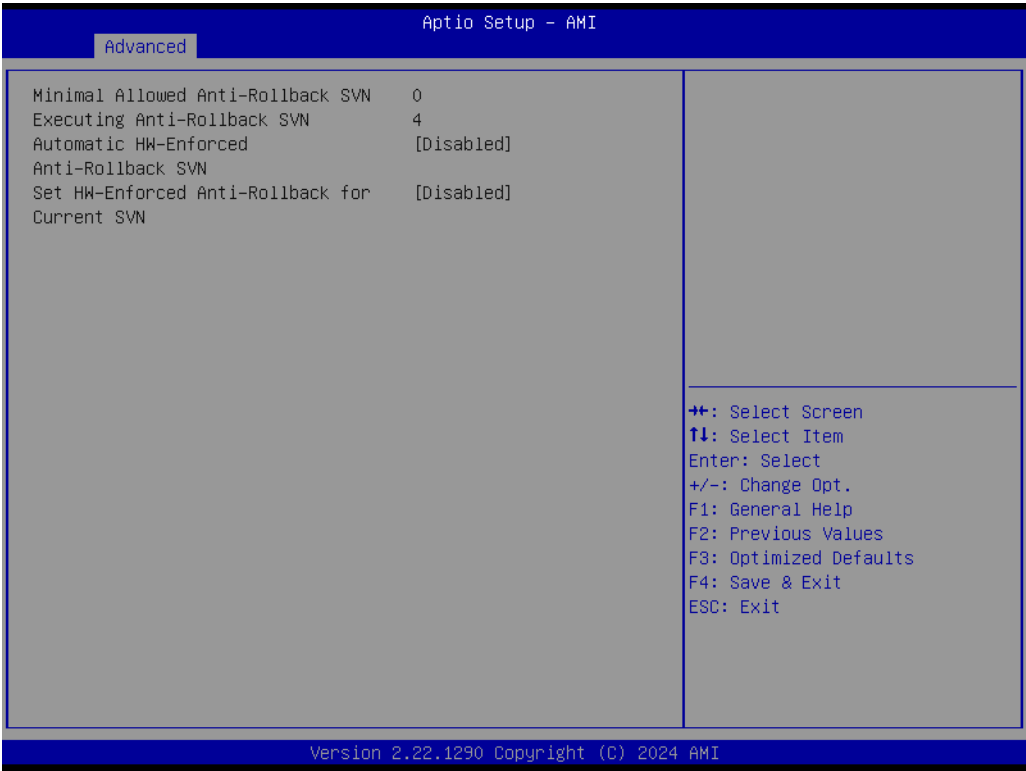 Aptio Setup – AMI
Advanced
Minimal Allowed Anti-Rollback SVN 0
Executing Anti-Rollback SVN 4
Automatic HW-Enforced [Disabled]
Anti-Rollback SVN
Set HW-Enforced Anti-Rollback for [Disabled]
Current SVN
→←: Select Screen
↑↓: Select Item
Enter: Select
+/-: Change Opt.
F1: General Help
F2: Previous Values
F3: Optimized Defaults
F4: Save & Exit
ESC: Exit
Version 2.22.1290 Copyright (C) 2024 AMI